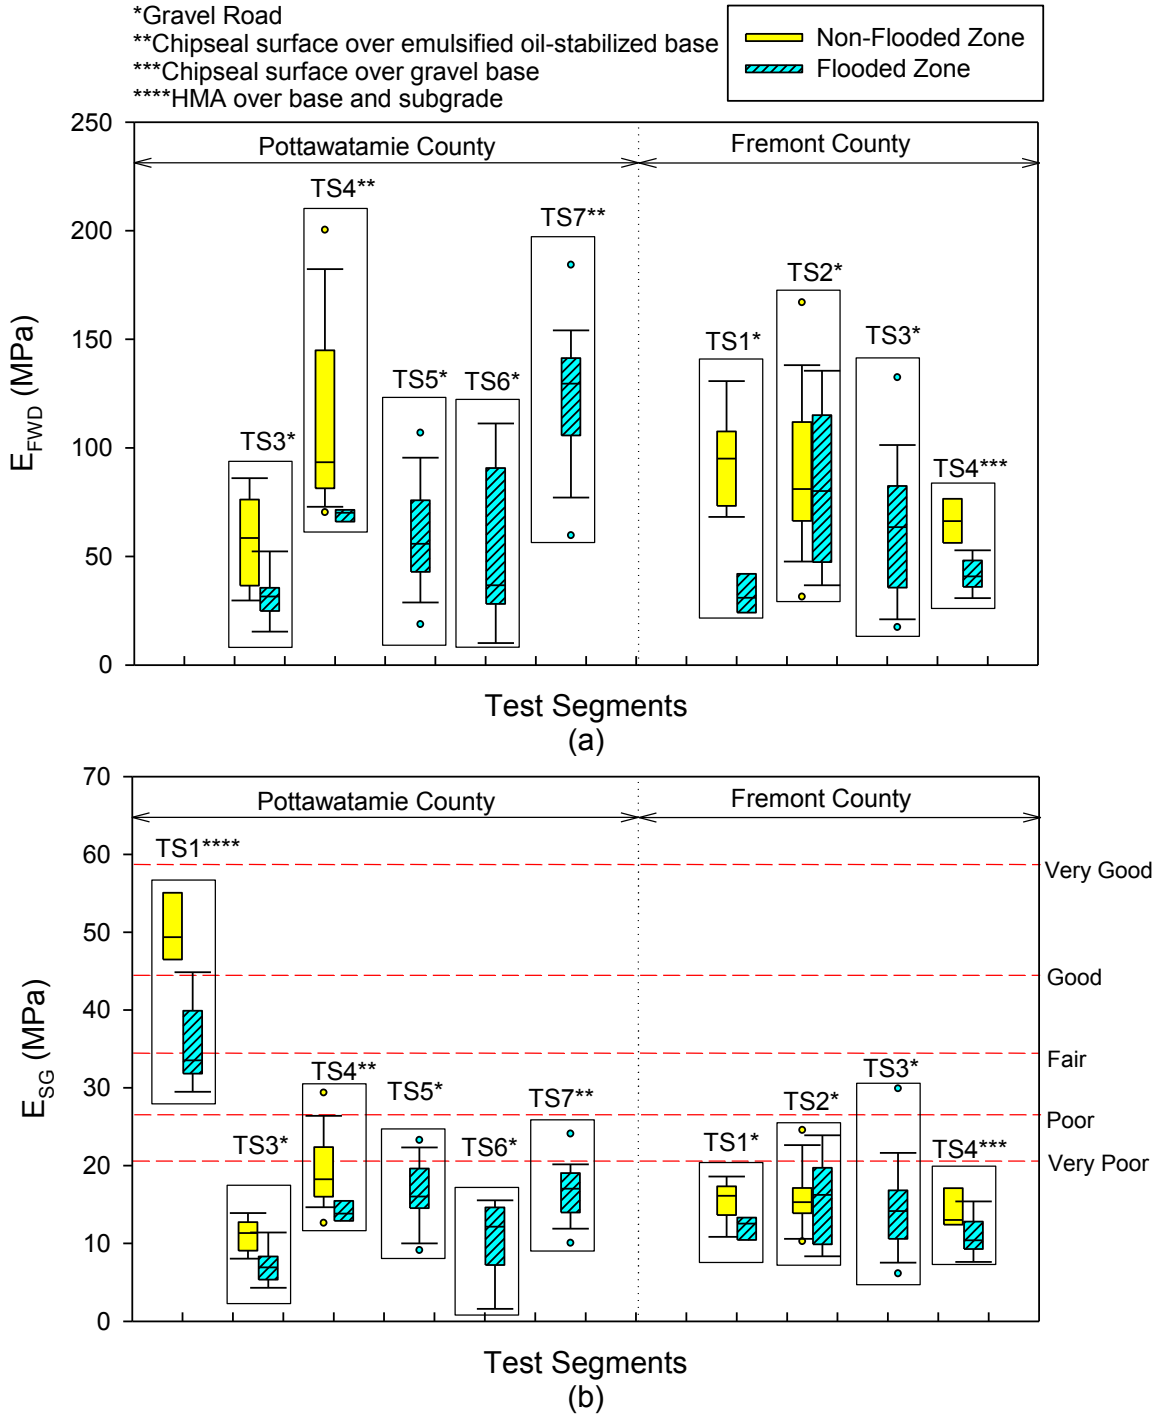 *Gravel Road
**Chipseal surface over emulsified oil-stabilized base
***Chipseal surface over gravel base
****HMA over base and subgrade
Non-Flooded Zone
Flooded Zone
250
200
150
100
50
0
E_FWD (MPa)
Pottawatamie County
Fremont County
TS3*
TS4**
TS5*
TS6*
TS7**
TS1*
TS2*
TS3*
TS4***
Test Segments
(a)
70
60
50
40
30
20
10
0
E_SG (MPa)
Pottawatamie County
Fremont County
TS1****
TS3*
TS4**
TS5*
TS6*
TS7**
TS1*
TS2*
TS3*
TS4***
Very Good
Good
Fair
Poor
Very Poor
Test Segments
(b)